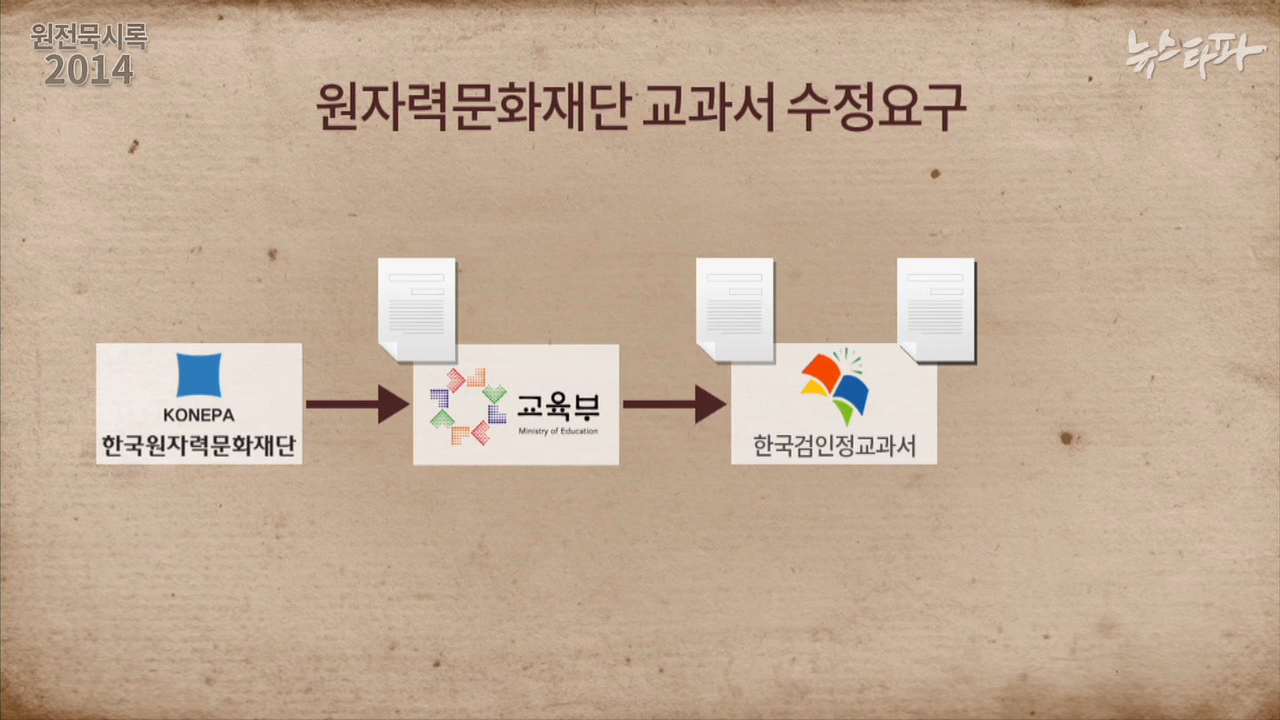 원전묵시록
2014
뉴스타파
원자력문화재단 교과서 수정요구
KONEPA
한국원자력문화재단
교육부
Ministry of Education
한국검인정교과서